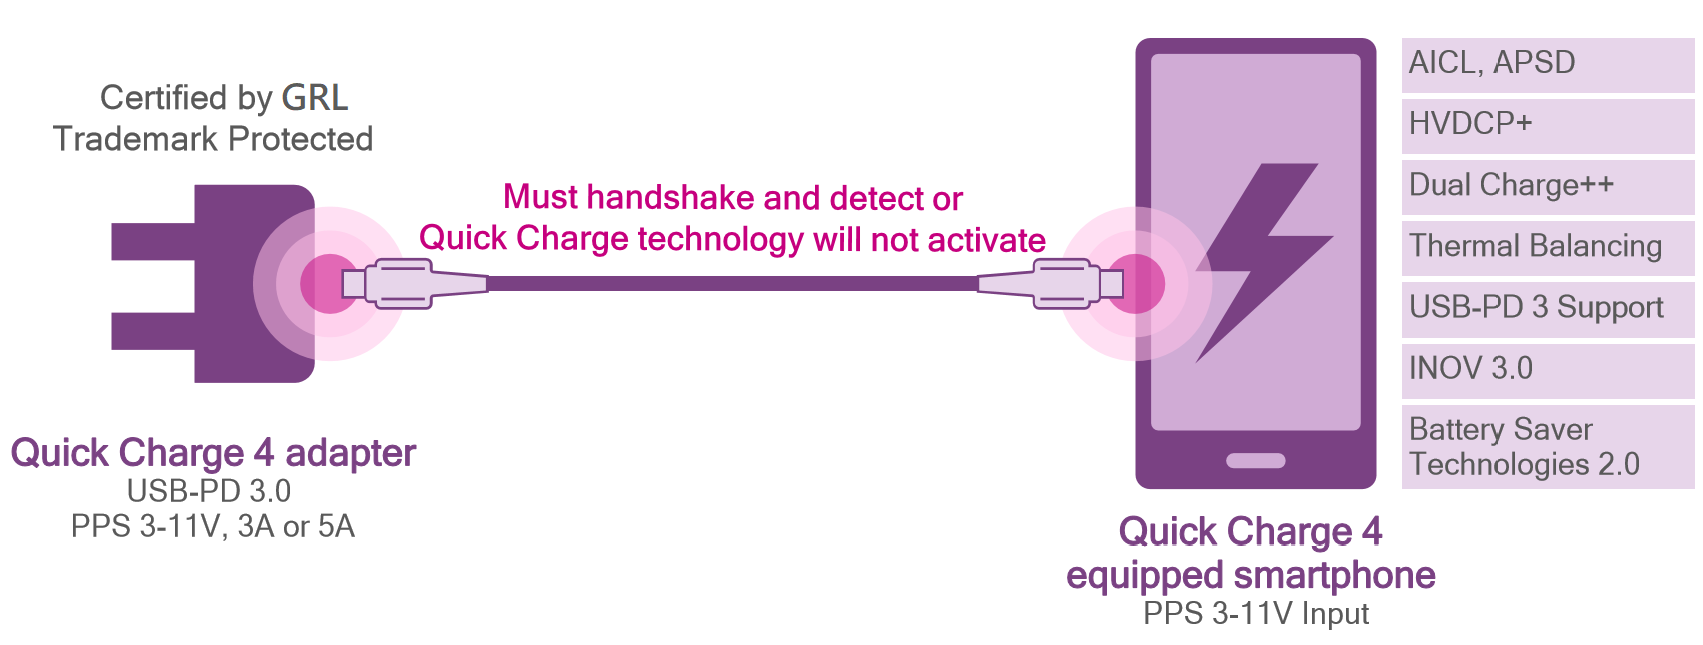 Certified by GRL
Trademark Protected
Must handshake and detect or
Quick Charge technology will not activate
Quick Charge 4 adapter
USB-PD 3.0
PPS 3-11V, 3A or 5A
AICL, APSD
HVDCP+
Dual Charge++
Thermal Balancing
USB-PD 3 Support
INOV 3.0
Battery Saver
Technologies 2.0
Quick Charge 4
equipped smartphone
PPS 3-11V Input